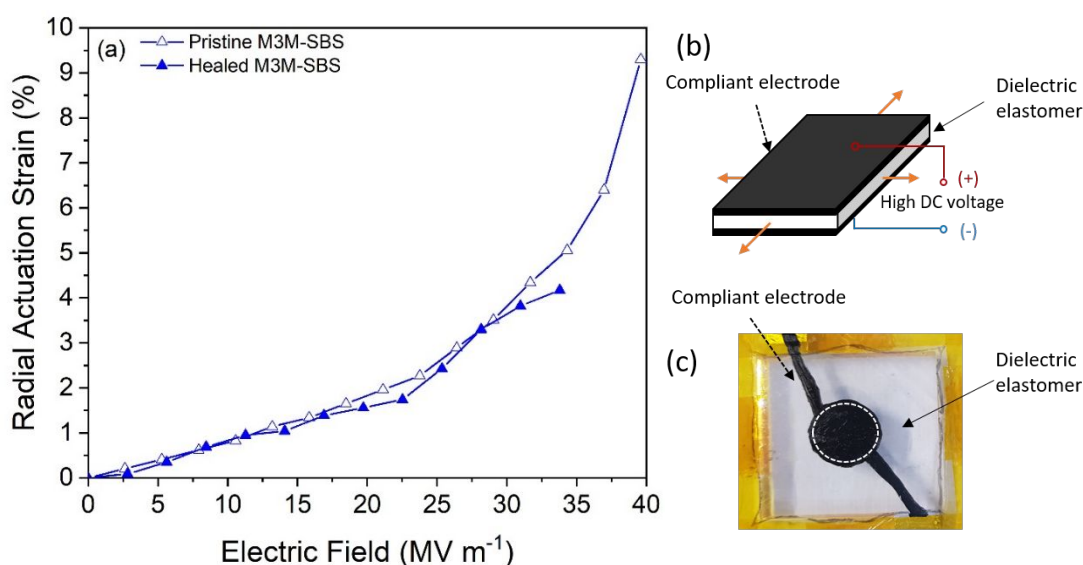 (a)
Pristine M3M-SBS
Healed M3M-SBS
Radial Actuation Strain (%)
10
9
8
7
6
5
4
3
2
1
0
0 5 10 15 20 25 30 35 40
Electric Field (MV m⁻¹)
(b)
Compliant electrode
Dielectric
elastomer
(+)
High DC voltage
(-)
(c)
Compliant electrode
Dielectric
elastomer